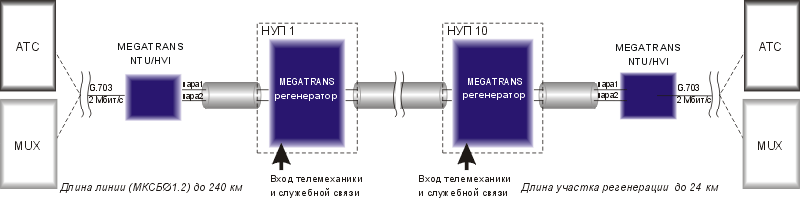 АТС
MUX
G.703
2 Мбит/с
MEGATRANS
NTU/HVI
пара1
пара2
НУП 1
MEGATRANS
регенератор
Вход телемеханики
и служебной связи
НУП 10
MEGATRANS
регенератор
Вход телемеханики
и служебной связи
пара1
пара2
MEGATRANS
NTU/HVI
G.703
2 Мбит/с
АТС
MUX
Длина линии (МКСБØ1.2) до 240 км
Длина участка регенерации до 24 км